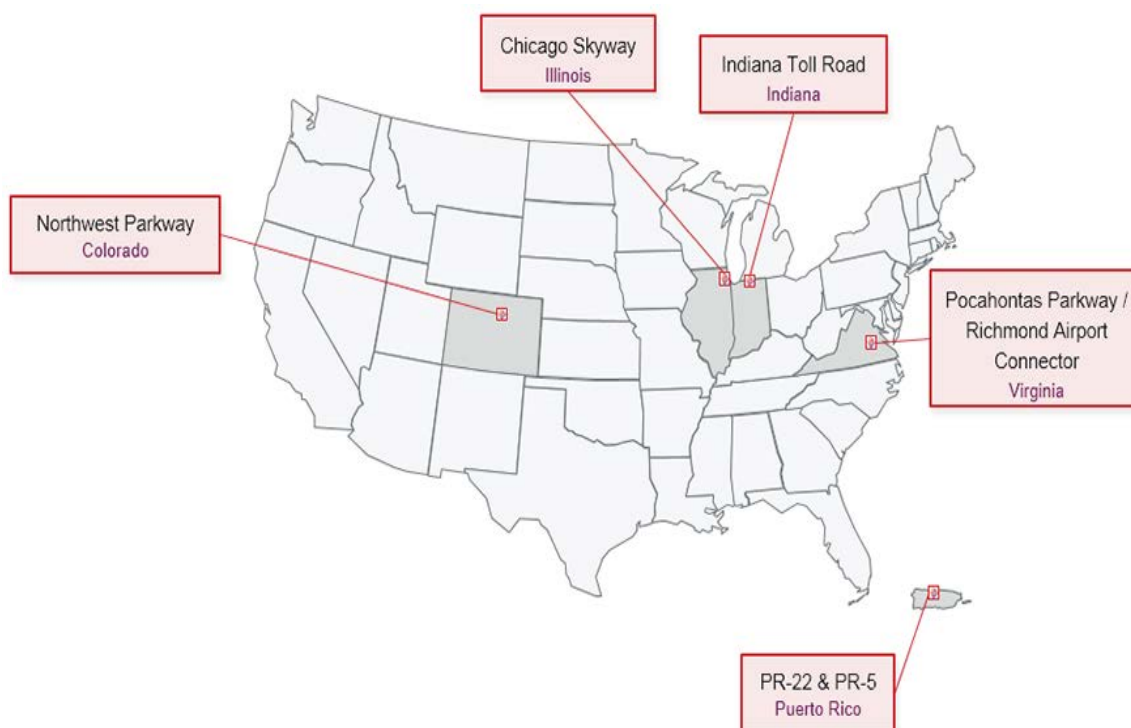 Chicago Skyway
Illinois
Indiana Toll Road
Indiana
Northwest Parkway
Colorado
Pocahontas Parkway /
Richmond Airport
Connector
Virginia
PR-22 & PR-5
Puerto Rico